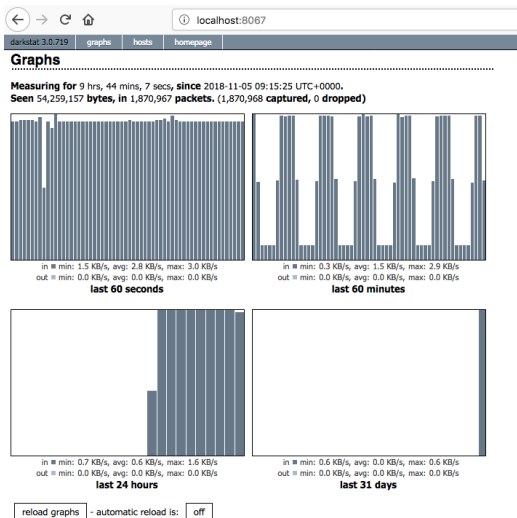 localhost:8067
darkstat 3.0.719 graphs hosts homepage
Graphs
Measuring for 9 hrs, 44 mins, 7 secs, since 2018-11-05 09:15:25 UTC+0000.
Seen 54,259,157 bytes, in 1,870,967 packets. (1,870,968 captured, 0 dropped)
in min: 1.5 KB/s, avg: 2.8 KB/s, max: 3.0 KB/s
out min: 0.0 KB/s, avg: 0.0 KB/s, max: 0.0 KB/s
last 60 seconds
in min: 0.3 KB/s, avg: 1.5 KB/s, max: 2.9 KB/s
out min: 0.0 KB/s, avg: 0.0 KB/s, max: 0.0 KB/s
last 60 minutes
in min: 0.7 KB/s, avg: 0.6 KB/s, max: 1.6 KB/s
out min: 0.0 KB/s, avg: 0.0 KB/s, max: 0.0 KB/s
last 24 hours
in min: 0.6 KB/s, avg: 0.0 KB/s, max: 0.6 KB/s
out min: 0.0 KB/s, avg: 0.0 KB/s, max: 0.0 KB/s
last 31 days
reload graphs - automatic reload is: off